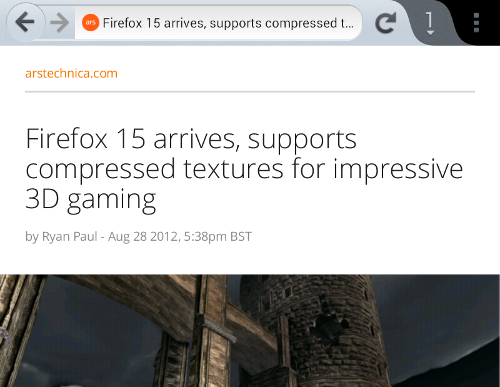 ars Firefox 15 arrives, supports compressed t... 1
arstechnica.com
Firefox 15 arrives, supports
compressed textures for impressive
3D gaming
by Ryan Paul - Aug 28 2012, 5:38pm BST